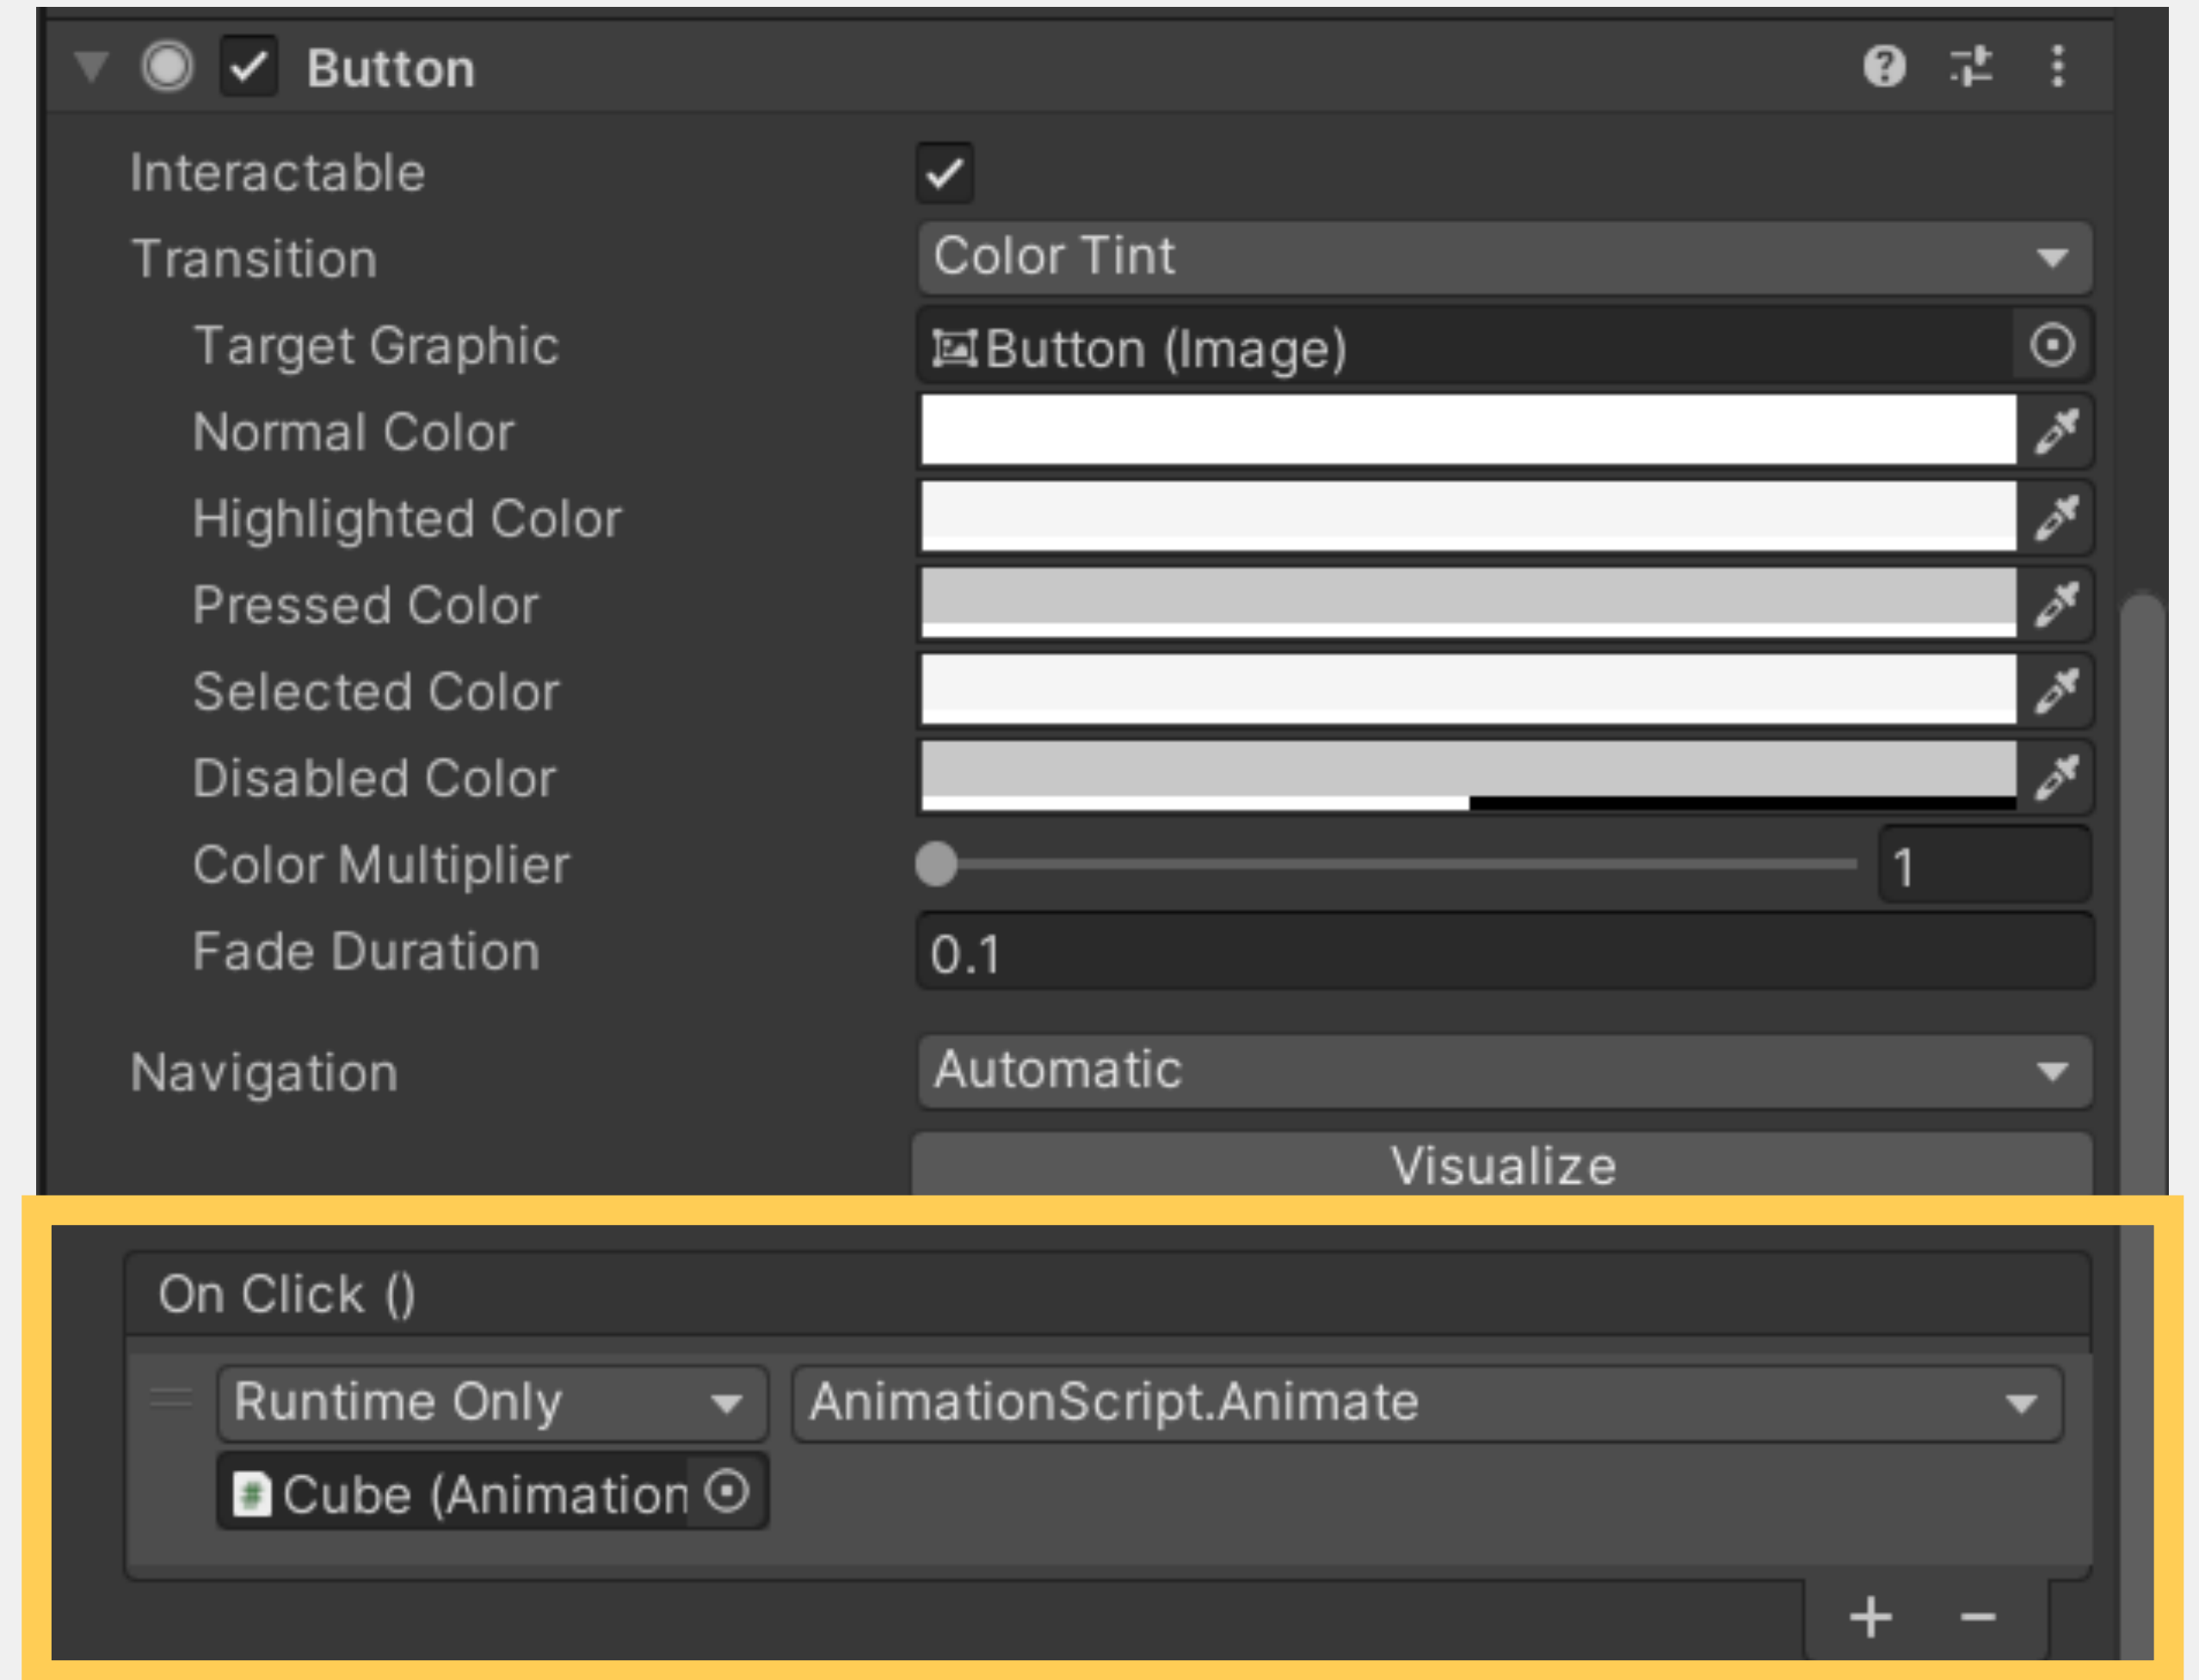 Button
Interactable
Transition Color Tint
Target Graphic Button (Image)
Normal Color
Highlighted Color
Pressed Color
Selected Color
Disabled Color
Color Multiplier 1
Fade Duration 0.1
Navigation Automatic
Visualize
On Click ()
Runtime Only AnimationScript.Animate
Cube (Animation